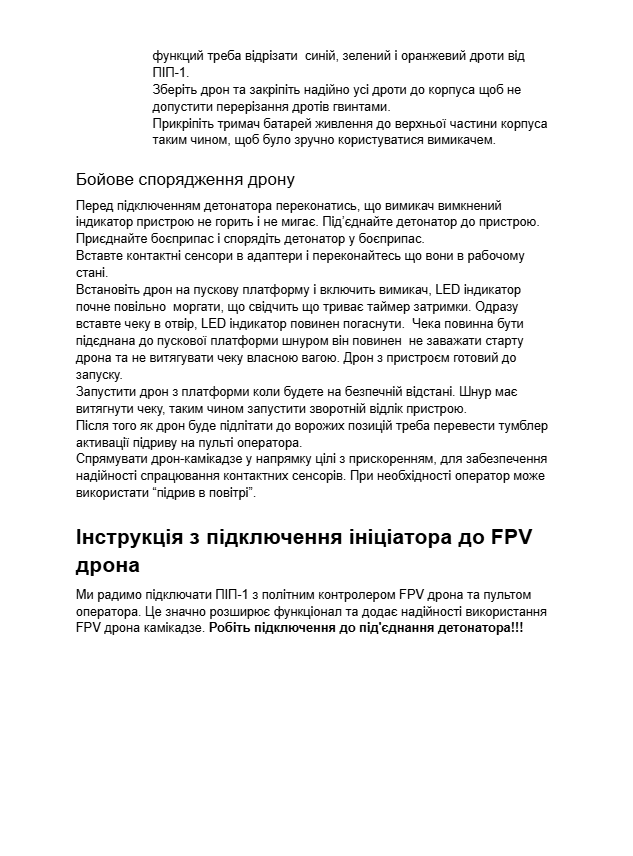 функций треба відрізати  синій, зелений і оранжевий дроти від
ПІП-1.
Зберіть дрон та закріпіть надійно усі дроти до корпуса щоб не
допустити перерізання дротів гвинтами.
Прикріпіть тримач батарей живлення до верхньої частини корпуса
таким чином, щоб було зручно користуватися вимикачем.
Бойове спорядження дрону
Перед підключенням детонатора переконатись, що вимикач вимкнений
індикатор пристрою не горить і не мигає. Під’єднайте детонатор до пристрою.
Приєднайте боєприпас і спорядіть детонатор у боєприпас.
Вставте контактні сенсори в адаптери і переконайтесь що вони в рабочому
стані.
Встановіть дрон на пускову платформу і включить вимикач, LED індикатор
почне повільно  моргати, що свідчить що триває таймер затримки. Одразу
вставте чеку в отвір, LED індикатор повинен погаснути.  Чека повинна бути
підєднана до пускової платформи шнуром він повинен  не заважати старту
дрона та не витягувати чеку власною вагою. Дрон з пристроєм готовий до
запуску.
Запустити дрон з платформи коли будете на безпечній відстані. Шнур має
витягнути чеку, таким чином запустити зворотній відлік пристрою.
Після того як дрон буде підлітати до ворожих позицій треба перевести тумблер
активації підриву на пульті оператора.
Спрямувати дрон-камікадзе у напрямку цілі з прискоренням, для забезпечення
надійності спрацювання контактних сенсорів. При необхідності оператор може
використати “підрив в повітрі”.
Інструкція з підключення ініціатора до FPV
дрона
Ми радимо підключати ПІП-1 з політним контролером FPV дрона та пультом
оператора. Це значно розширює функціонал та додає надійності використання
FPV дрона камікадзе. Робіть підключення до під'єднання детонатора!!!